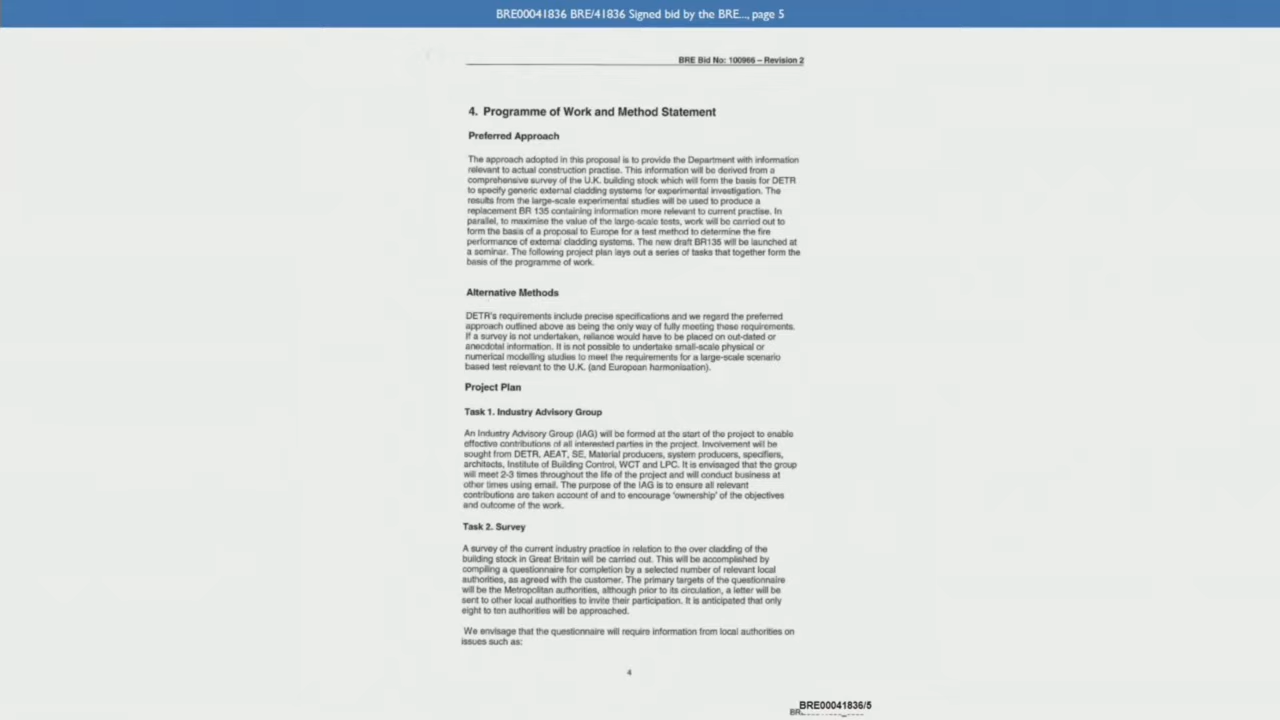 BRE00041836 BRE/41836 Signed bid by the BRE..., page 5
BRE Bid No: 100966 – Revision 2
4. Programme of Work and Method Statement
Preferred Approach
The approach adopted in this proposal is to provide the Department with information
relevant to actual construction practise. This information will be derived from a
comprehensive survey of the U.K. building stock which will form the basis for DETR
to specify generic external cladding systems for experimental investigation. The
results from the large-scale experimental studies will be used to produce a
replacement BR 135 containing information more relevant to current practise. In
parallel, to maximise the value of the large-scale tests, work will be carried out to
form the basis of a proposal to Europe for a test method to determine the fire
performance of external cladding systems. The new draft BR135 will be launched at
a seminar. The following project plan lays out a series of tasks that together form the
basis of the programme of work.
Alternative Methods
DETR's requirements include precise specifications and we regard the preferred
approach outlined above as being the only way of fully meeting these requirements.
If a survey is not undertaken, reliance would have to be placed on out-dated or
anecdotal information. It is not possible to undertake small-scale physical or
numerical modelling studies to meet the requirements for a large-scale scenario
based test relevant to the U.K. (and European harmonisation).
Project Plan
Task 1. Industry Advisory Group
An Industry Advisory Group (IAG) will be formed at the start of the project to enable
effective contributions of all interested parties in the project. Involvement will be
sought from DETR, AEAT, SE, Material producers, system producers, specifiers,
architects, Institute of Building Control, WCT and LPC. It is envisaged that the group
will meet 2-3 times throughout the life of the project and will conduct business at
other times using email. The purpose of the IAG is to ensure all relevant
contributions are taken account of and to encourage 'ownership' of the objectives
and outcome of the work.
Task 2. Survey
A survey of the current industry practice in relation to the over cladding of the
building stock in Great Britain will be carried out. This will be accomplished by
compiling a questionnaire for completion by a selected number of relevant local
authorities, as agreed with the customer. The primary targets of the questionnaire
will be the Metropolitan authorities, although prior to its circulation, a letter will be
sent to other local authorities to invite their participation. It is anticipated that only
eight to ten authorities will be approached.
We envisage that the questionnaire will require information from local authorities on
issues such as:
4
BRE00041836/5